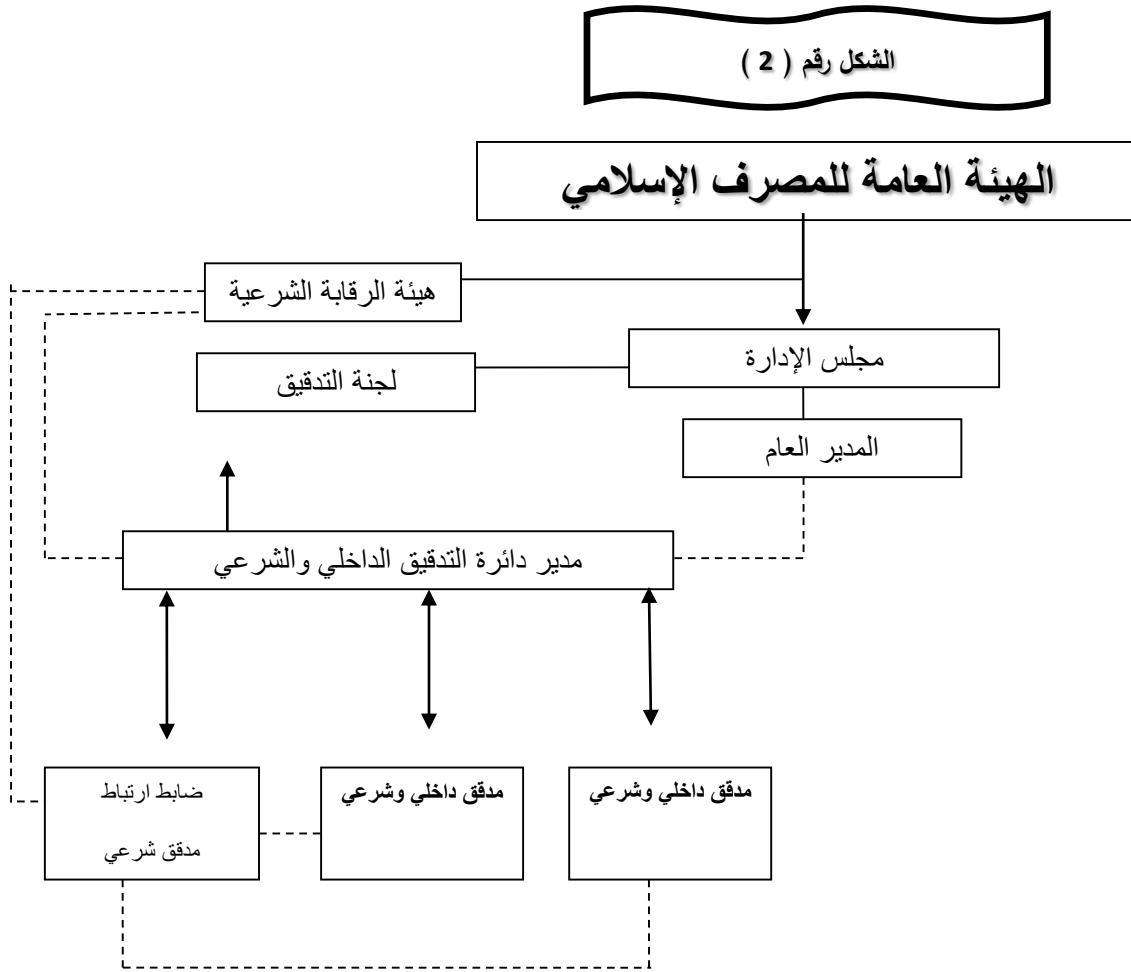 الشكل رقم ( 2 )
الهيئة العامة للمصرف الإسلامي
هيئة الرقابة الشرعية
مجلس الإدارة
لجنة التدقيق
المدير العام
مدير دائرة التدقيق الداخلي والشرعي
مدقق داخلي وشرعي
مدقق داخلي وشرعي
ضابط ارتباط
مدقق شرعي